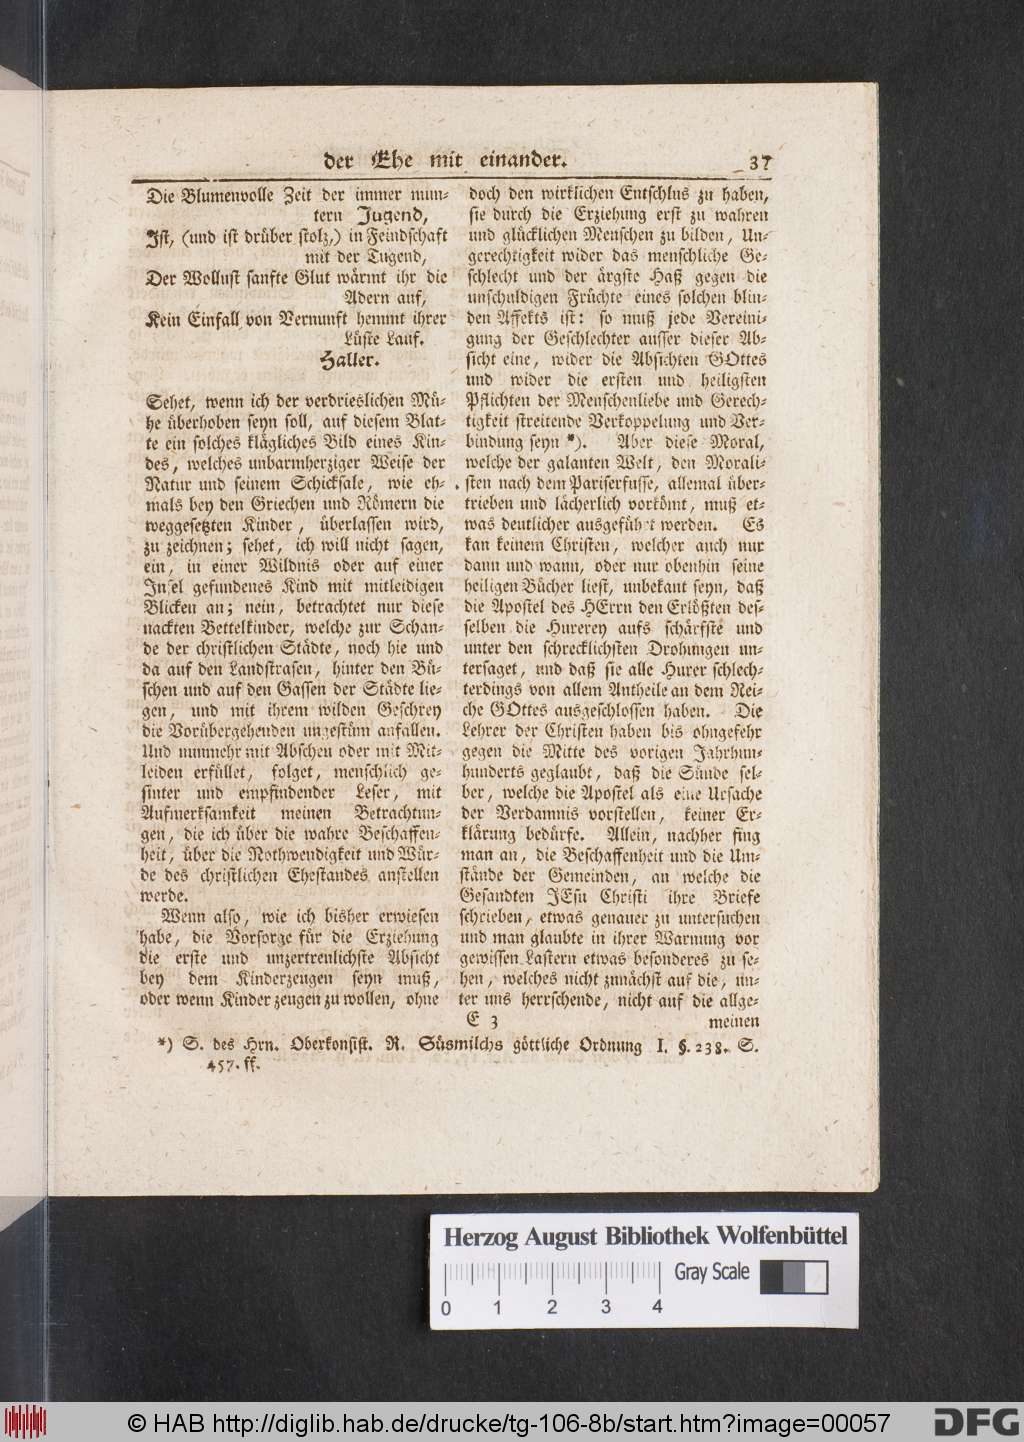 der Ehe mit einander. 37
Die Blumenvolle Zeit der immer mun-
tern Jugend,
Ist, (und ist drüber stolz,) in Feindschaft
mit der Tugend,
Der Wollust sanfte Glut wärmt ihr die
Adern auf,
Kein Einfall von Vernunft hemmt ihrer
Lüste Lauf.
Haller.
Sehet, wenn ich der verdrieslichen Mü-
he überhoben seyn soll, auf diesem Blat-
te ein solches klägliches Bild eines Kin-
des, welches unbarmherziger Weise der
Natur und seinem Schicksale, wie eh-
mals bey den Griechen und Römern die
weggesetzten Kinder, überlassen wird,
zu zeichnen; sehet, ich will nicht sagen,
ein, in einer Wildnis oder auf einer
Insel gefundenes Kind mit mitleidigen
Blicken an; nein, betrachtet nur diese
nackten Bettelkinder, welche zur Schan-
de der christlichen Städte, noch hie und
da auf den Landstrasen, hinter den Bü-
schen und auf den Gassen der Städte lie-
gen, und mit ihrem wilden Geschrey
die Vorübergehenden ungestüm anfallen.
Und nunmehr mit Abscheu oder mit Mit-
leiden erfüllet, folget, menschlich ge-
sinter und empfindender Leser, mit
Aufmerksamkeit meinen Betrachtun-
gen, die ich über die wahre Beschaffen-
heit, über die Nothwendigkeit und Wür-
de des christlichen Ehestandes anstellen
werde.
Wenn also, wie ich bisher erwiesen
habe, die Vorsorge für die Erziehung
die erste und unzertrenlichste Absicht
bey dem Kinderzeugen seyn muß,
oder wenn Kinder zeugen zu wollen, ohne
doch den wirklichen Entschlus zu haben,
sie durch die Erziehung erst zu wahren
und glücklichen Menschen zu bilden, Un-
gerechtigkeit wider das menschliche Ge-
schlecht und der ärgste Haß gegen die
unschuldigen Früchte eines solchen blin-
den Affekts ist: so muß jede Vereini-
gung der Geschlechter ausser dieser Ab-
sicht eine, wider die Absichten GOttes
und wider die ersten und heiligsten
Pflichten der Menschenliebe und Gerech-
tigkeit streitende Verkoppelung und Ver-
bindung seyn *). Aber diese Moral,
welche der galanten Welt, den Morali-
sten nach dem Pariserfusse, allemal über-
trieben und lächerlich vorkömt, muß et-
was deutlicher ausgeführt werden. Es
kan keinem Christen, welcher auch nur
dann und wann, oder nur obenhin seine
heiligen Bücher liest, unbekant seyn, daß
die Apostel des HErrn den Erlößten des-
selben die Hurerey aufs schärfste und
unter den schrecklichsten Drohungen un-
tersaget, und daß sie alle Hurer schlech-
terdings von allem Antheile an dem Rei-
che GOttes ausgeschlossen haben. Die
Lehrer der Christen haben bis ohngefehr
gegen die Mitte des vorigen Jahrhun-
hunderts geglaubt, daß die Sünde sel-
ber, welche die Apostel als eine Ursache
der Verdamnis vorstellen, keiner Er-
klärung bedürfe. Allein, nachher fing
man an, die Beschaffenheit und die Um-
stände der Gemeinden, an welche die
Gesandten JEsu Christi ihre Briefe
schrieben, etwas genauer zu untersuchen
und man glaubte in ihrer Warnung vor
gewissen Lastern etwas besonderes zu se-
hen, welches nicht zunächst auf die, un-
ter uns herrschende, nicht auf die allge-
E 3 meinen
*) S. des Hrn. Oberkonsist. R. Süsmilchs göttliche Ordnung I. §. 238. S.
457. ff.
Herzog August Bibliothek Wolfenbüttel
Gray Scale
0 1 2 3 4
© HAB http://diglib.hab.de/drucke/tg-106-8b/start.htm?image=00057
DFG